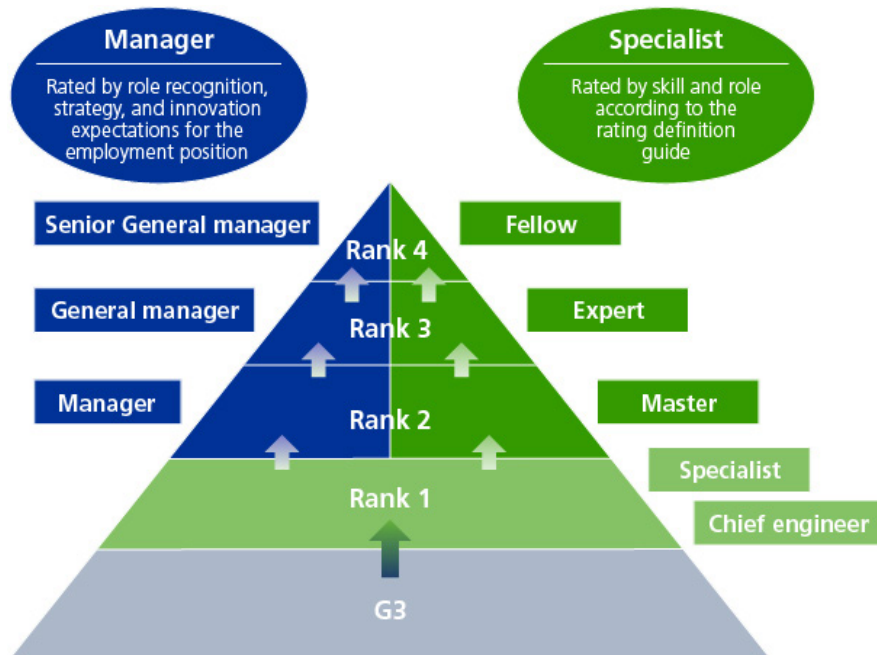 Manager
Rated by role recognition,
strategy, and innovation
expectations for the
employment position
Specialist
Rated by skill and role
according to the
rating definition
guide
Senior General manager
Rank 4
Fellow
General manager
Rank 3
Expert
Manager
Rank 2
Master
Specialist
Rank 1
Chief engineer
G3